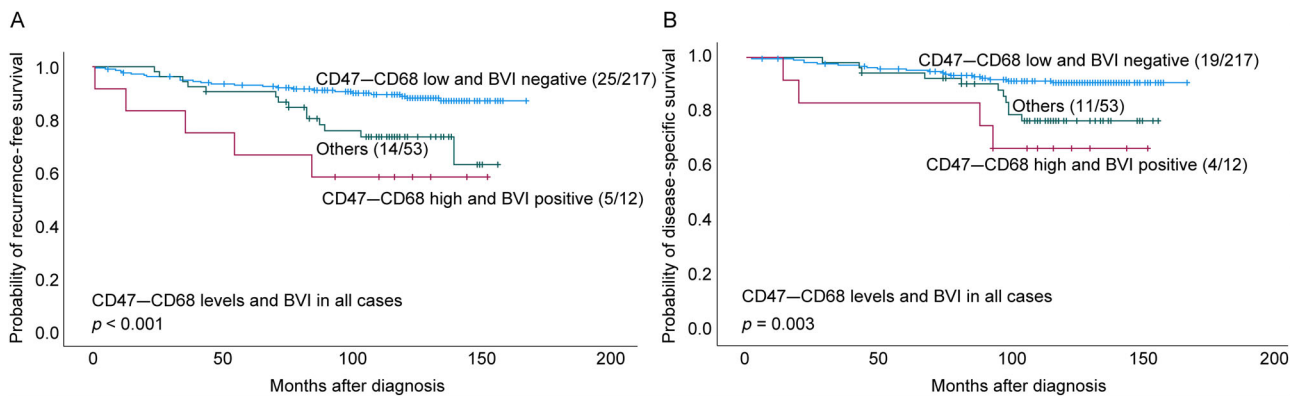 A
Probability of recurrence-free survival
1.0
0.8
0.6
0.4
0.2
0.0
CD47—CD68 low and BVI negative (25/217)
Others (14/53)
CD47—CD68 high and BVI positive (5/12)
CD47—CD68 levels and BVI in all cases
p < 0.001
0 50 100 150 200
Months after diagnosis
B
Probability of disease-specific survival
1.0
0.8
0.6
0.4
0.2
0.0
CD47—CD68 low and BVI negative (19/217)
Others (11/53)
CD47—CD68 high and BVI positive (4/12)
CD47—CD68 levels and BVI in all cases
p = 0.003
0 50 100 150 200
Months after diagnosis